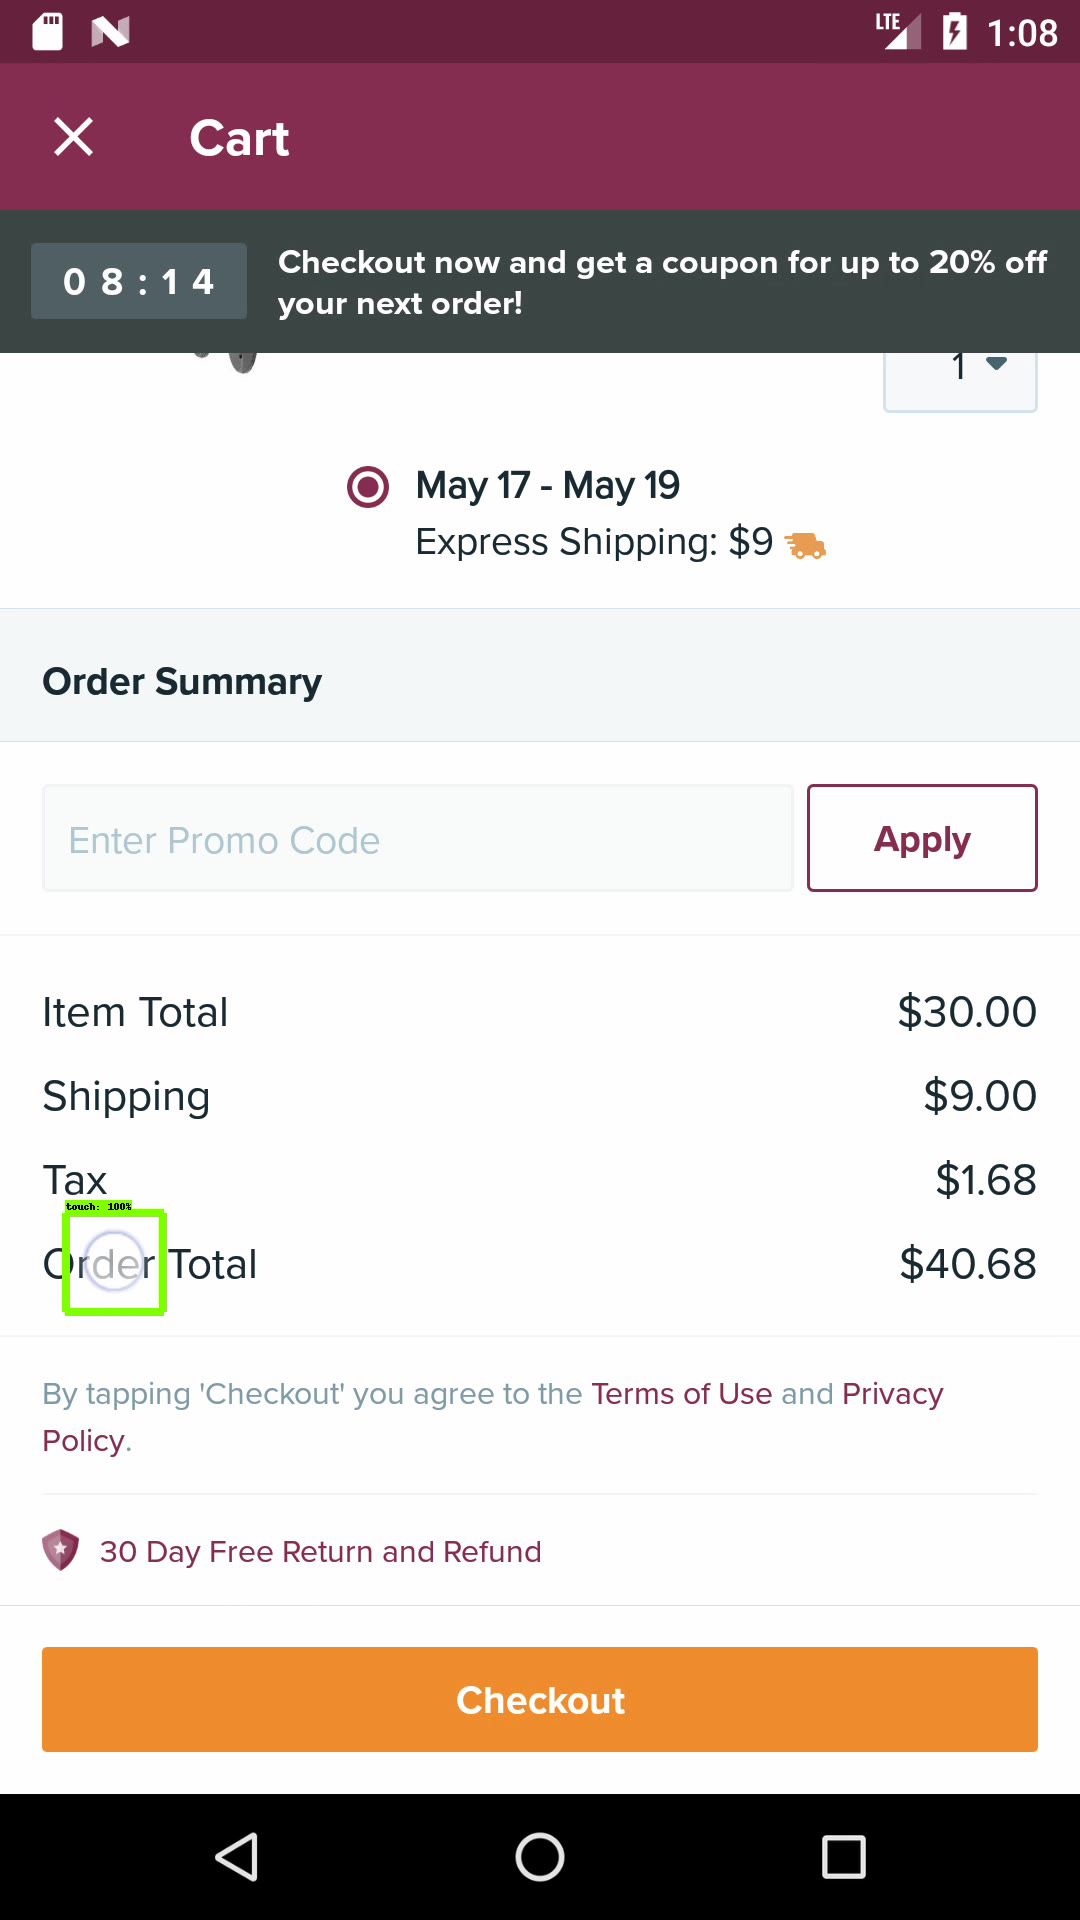 LTE 1:08
Cart
08:14
Checkout now and get a coupon for up to 20% off
your next order!
1
May 17 - May 19
Express Shipping: $9
Order Summary
Enter Promo Code
Apply
Item Total $30.00
Shipping $9.00
Tax $1.68
touch: 100%
Order Total $40.68
By tapping 'Checkout' you agree to the Terms of Use and Privacy
Policy.
30 Day Free Return and Refund
Checkout